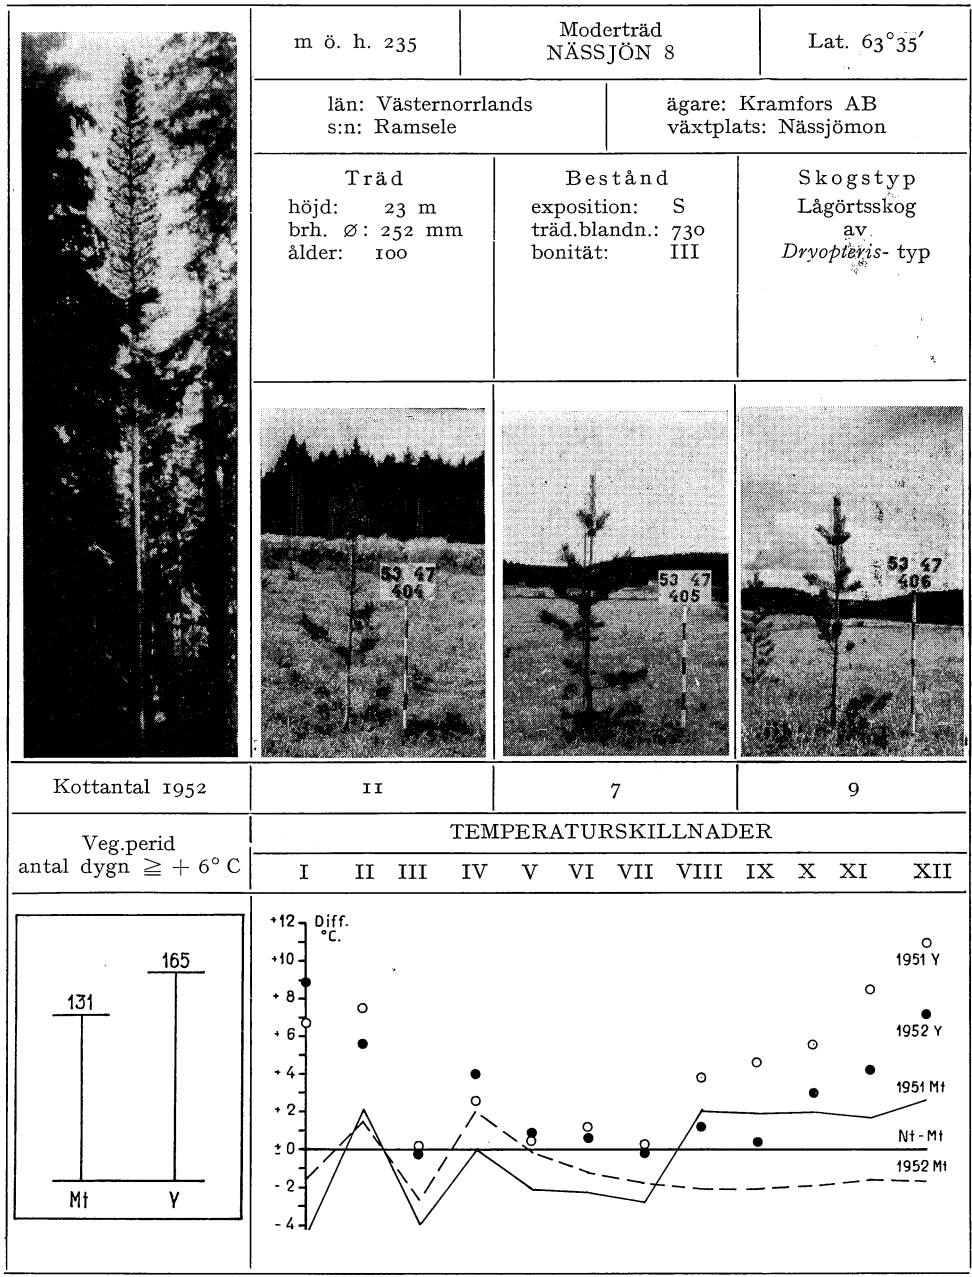 m ö. h. 235
Moderträd
NÄSSJÖN 8
Lat. 63°35′
län: Västernorrlands
s:n: Ramsele
ägare: Kramfors AB
växtplats: Nässjömon
Träd
höjd: 23 m
brh. ∅: 252 mm
ålder: 100
Bestånd
exposition: S
träd.blandn.: 730
bonität: III
Skogstyp
Lågörtsskog
av
Dryopteris- typ
53 47
404
53 47
405
53 47
406
Kottantal 1952
11
7
9
Veg.perid
antal dygn ≧ + 6° C
TEMPERATURSKILLNADER
I II III IV V VI VII VIII IX X XI XII
131
165
Mt
Y
+12
+10
+8
+6
+4
+2
±0
-2
-4
Diff.
°C.
1951 Y
1952 Y
1951 Mt
Nt-Mt
1952 Mt